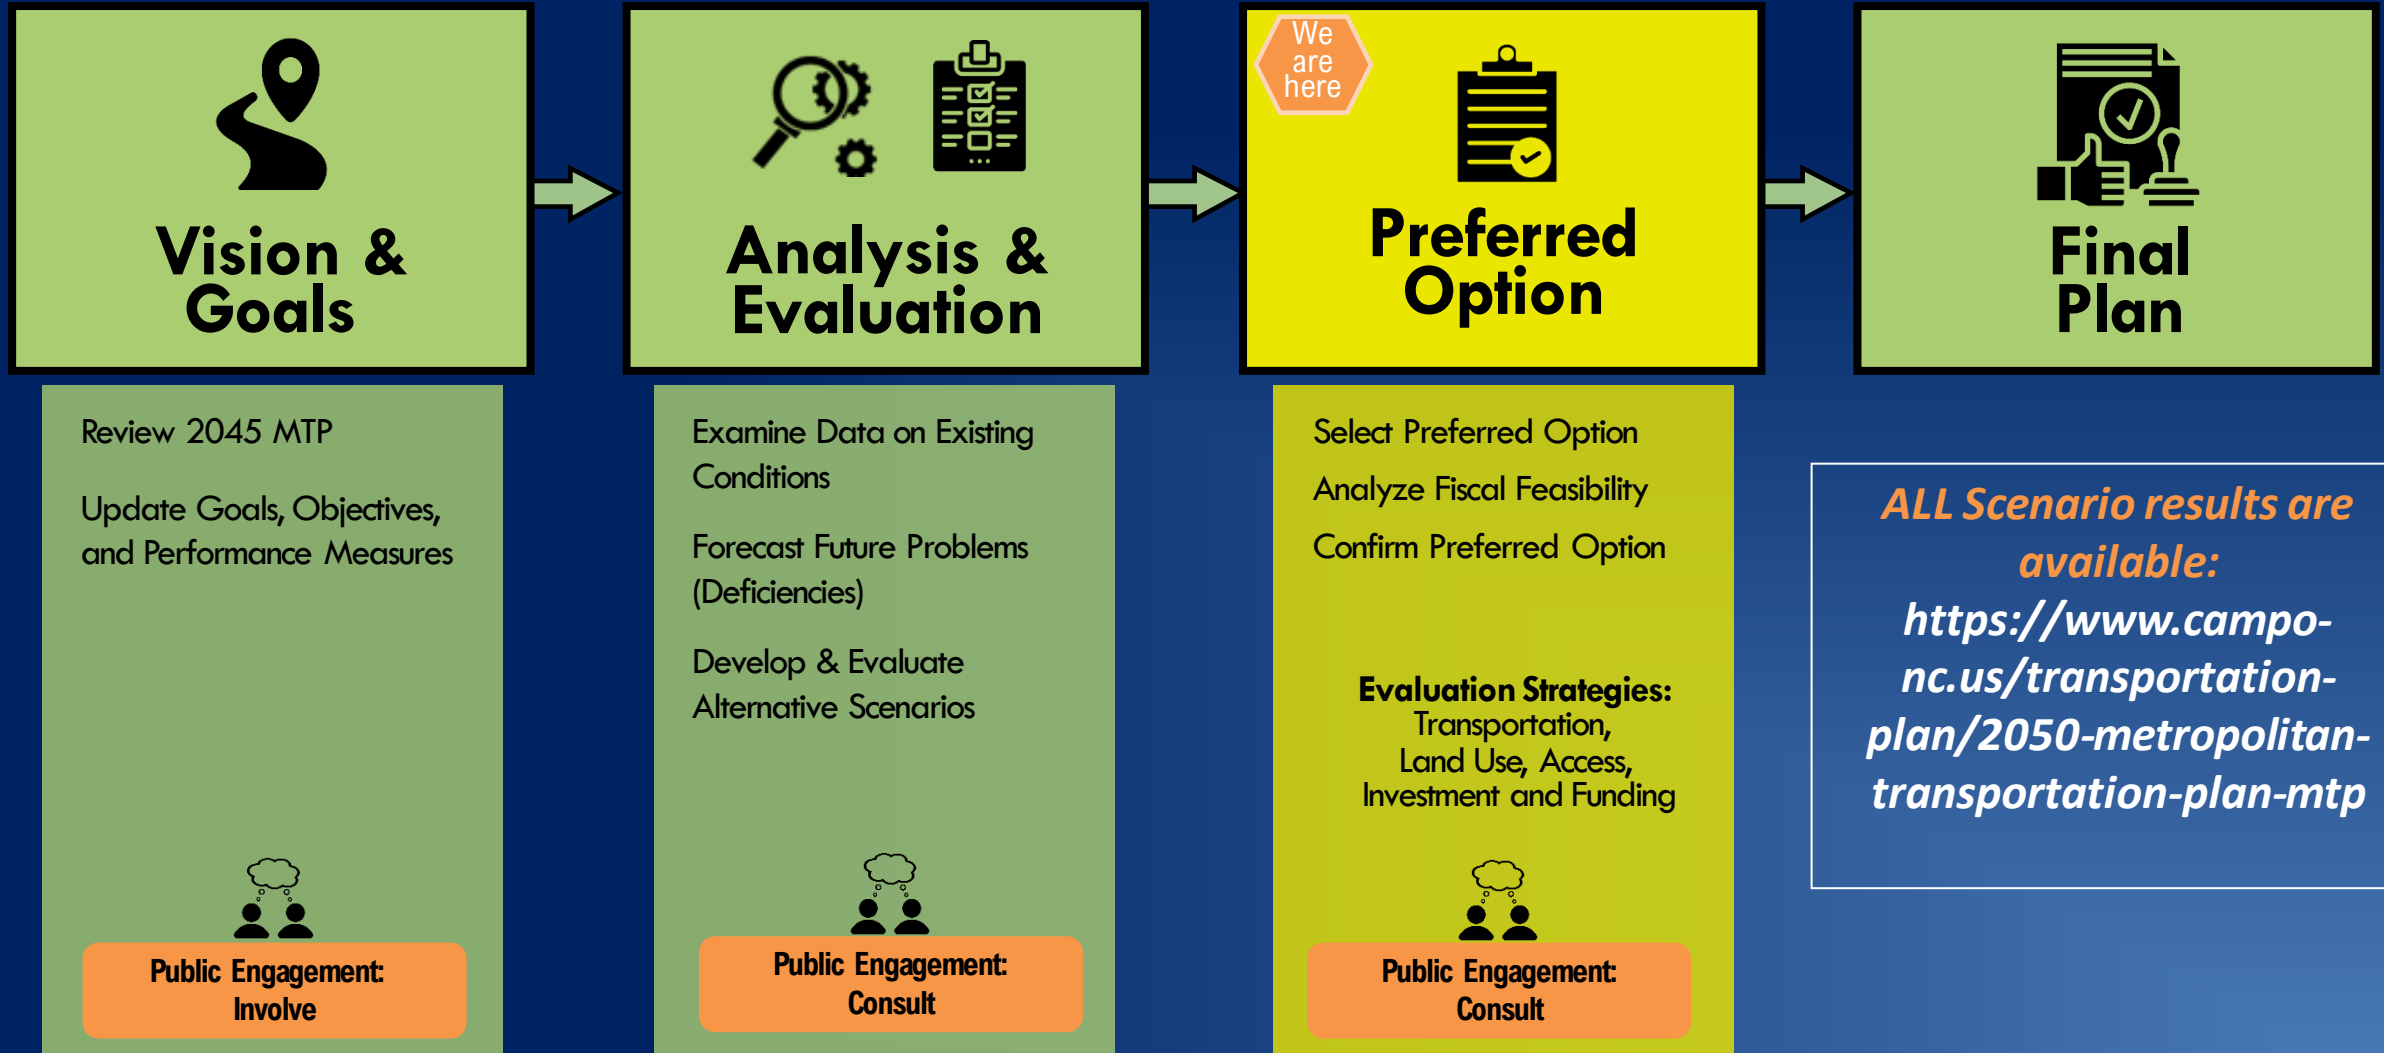 Vision &
Goals
Review 2045 MTP
Update Goals, Objectives,
and Performance Measures
Public Engagement:
Involve
Analysis &
Evaluation
Examine Data on Existing
Conditions
Forecast Future Problems
(Deficiencies)
Develop & Evaluate
Alternative Scenarios
Public Engagement:
Consult
We
are
here
Preferred
Option
Select Preferred Option
Analyze Fiscal Feasibility
Confirm Preferred Option
Evaluation Strategies:
Transportation,
Land Use, Access,
Investment and Funding
Public Engagement:
Consult
Final
Plan
ALL Scenario results are
available:
https://www.campo-
nc.us/transportation-
plan/2050-metropolitan-
transportation-plan-mtp